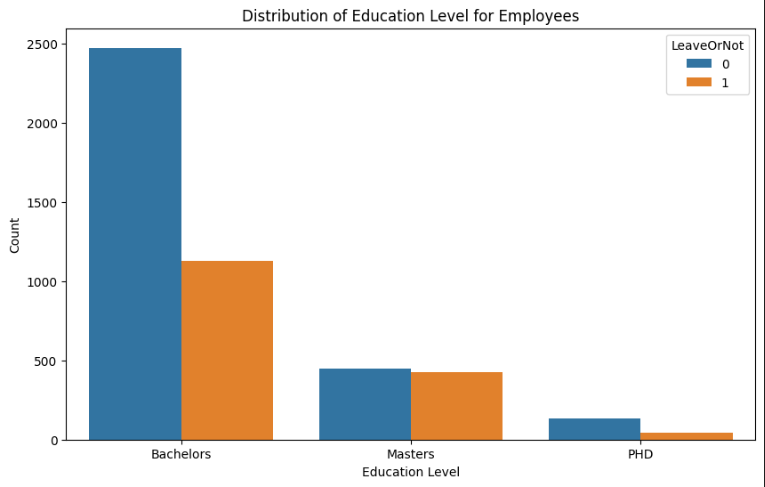 Distribution of Education Level for Employees
LeaveOrNot
0
1
2500
2000
1500
1000
500
0
Count
Bachelors
Masters
PHD
Education Level